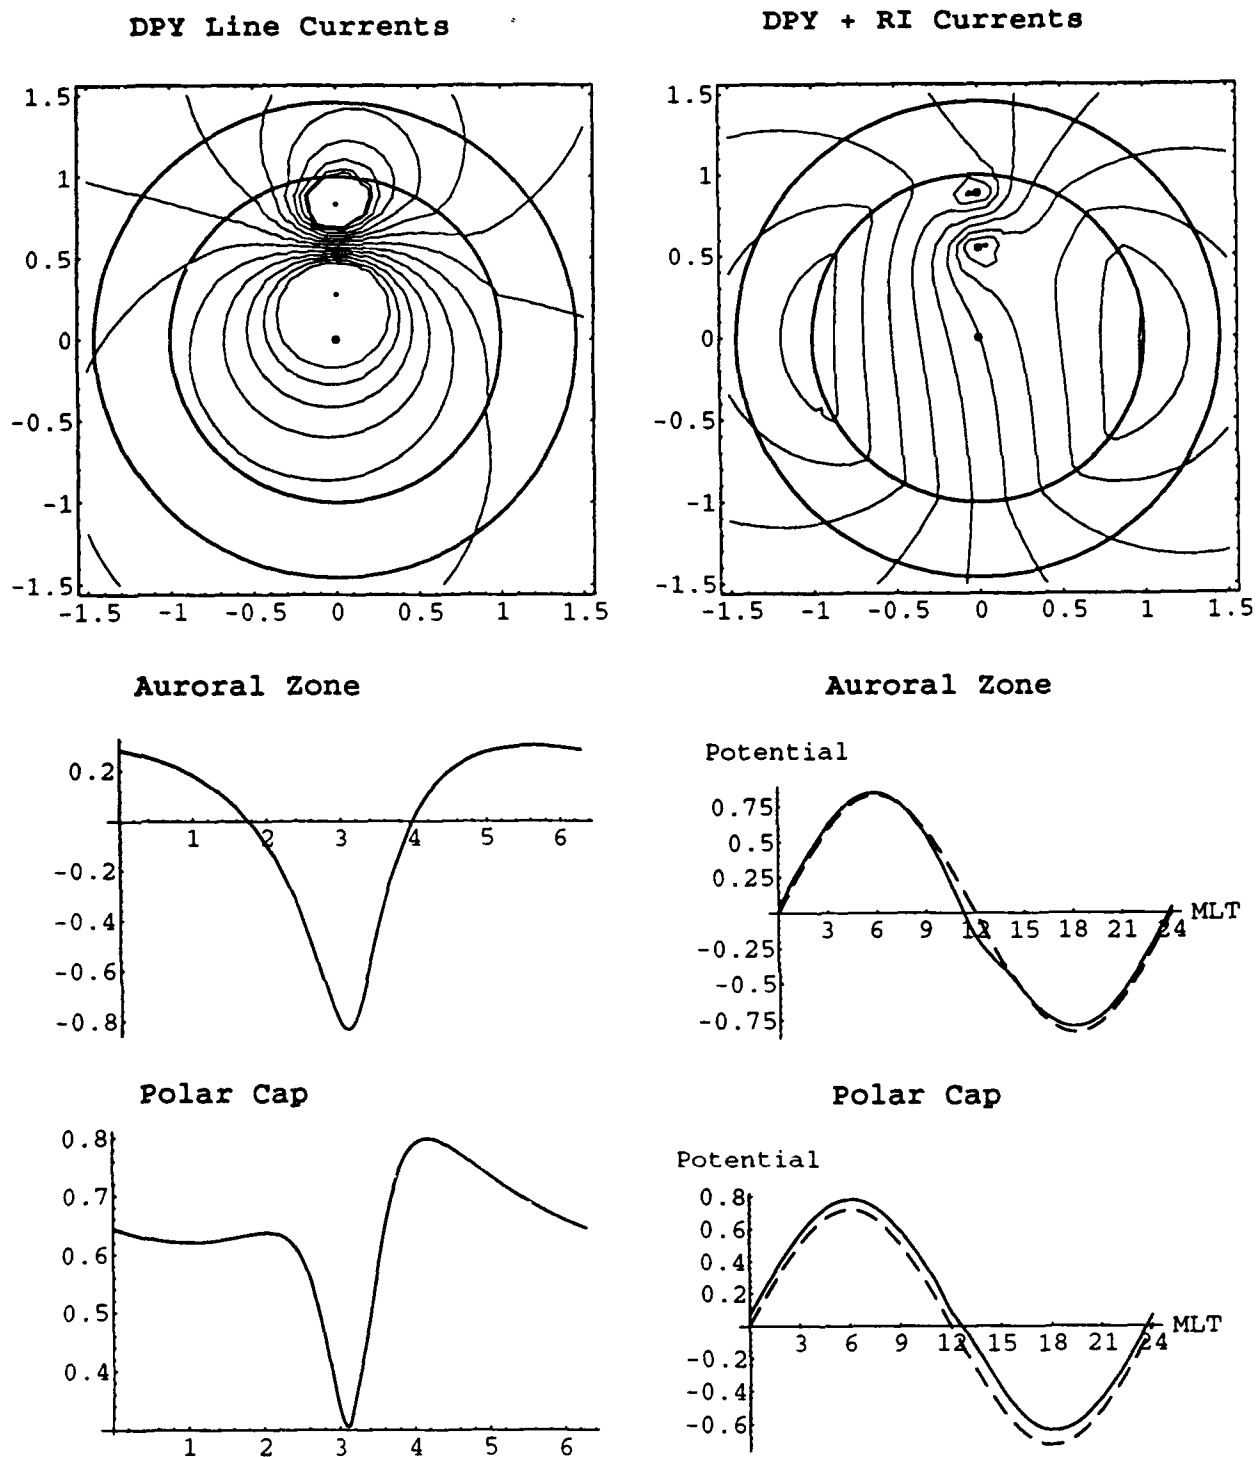 DPY Line Currents
1.5
1
0.5
0
-0.5
-1
-1.5
-1.5 -1 -0.5 0 0.5 1 1.5
DPY + RI Currents
1.5
1
0.5
0
-0.5
-1
-1.5
-1.5 -1 -0.5 0 0.5 1 1.5
Auroral Zone
0.2
-0.2
-0.4
-0.6
-0.8
1 2 3 4 5 6
Auroral Zone
Potential
0.75
0.5
0.25
-0.25
-0.5
-0.75
3 6 9 12 15 18 21 24
MLT
Polar Cap
0.8
0.7
0.6
0.5
0.4
1 2 3 4 5 6
Polar Cap
Potential
0.8
0.6
0.4
0.2
-0.2
-0.4
-0.6
3 6 9 12 15 18 21 24
MLT